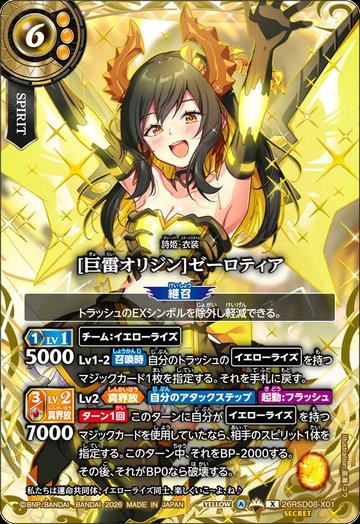 6
SPIRIT
詩姫・衣装
[巨雷オリジン]ゼーロティア
継召
トラッシュのEXシンボルを除外し軽減できる。
1 LV1 チーム:イエローライズ
5000 Lv1-2 召喚時 自分のトラッシュの イエローライズ を持つ
マジックカード1枚を指定する。それを手札に戻す。
3 LV2 真界放 Lv2 真界放 自分のアタックステップ 起動:フラッシュ
ターン1回 このターンに自分が イエローライズ を持つ
7000 マジックカードを使用していたなら、相手のスピリット1体
を指定する。このターン中、それをBP-2000する。
その後、それがBP0なら破壊する。
私たちは運命共同体、イエローライズ同士、楽しくいこ～よ、ね?
©BNP/BANDAI BANDAI 2026 MADE IN JAPAN YELLOW A X 26RSD08-X01
SECRET